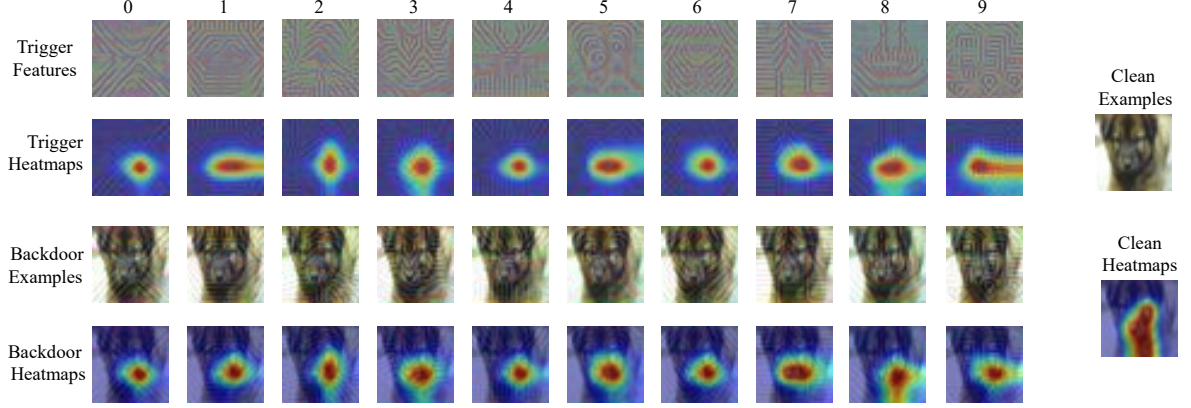 0 1 2 3 4 5 6 7 8 9
Trigger
Features
Trigger
Heatmaps
Backdoor
Examples
Backdoor
Heatmaps
Clean
Examples
Clean
Heatmaps